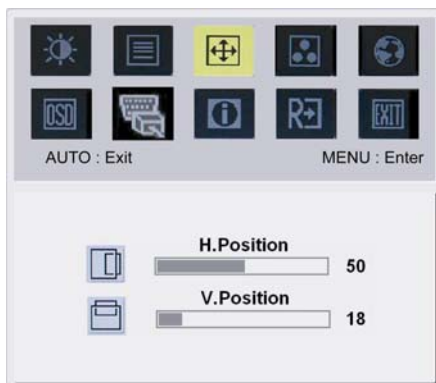 OSD
i
R
EXIT
AUTO : Exit MENU : Enter
H.Position
50
V.Position
18